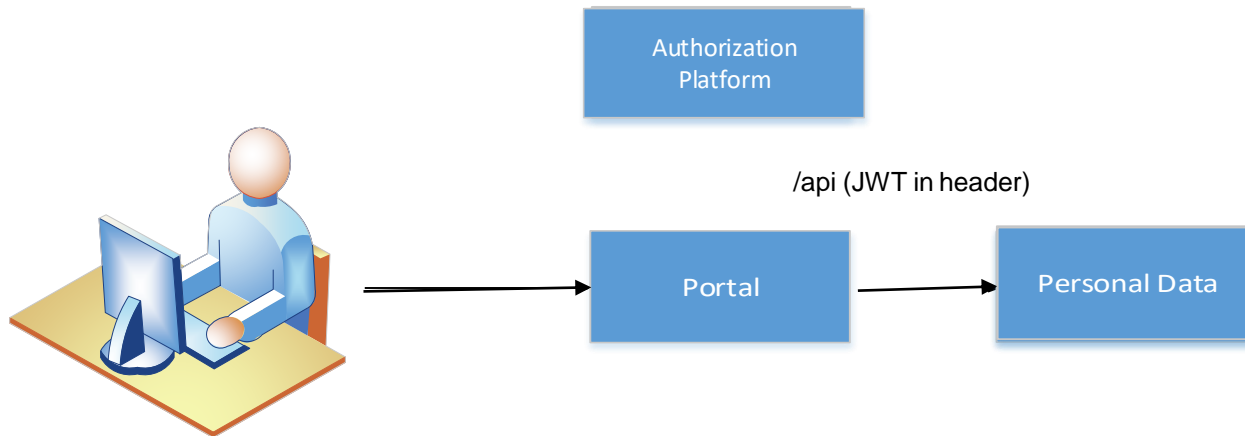 Authorization
Platform
/api (JWT in header)
Portal
Personal Data